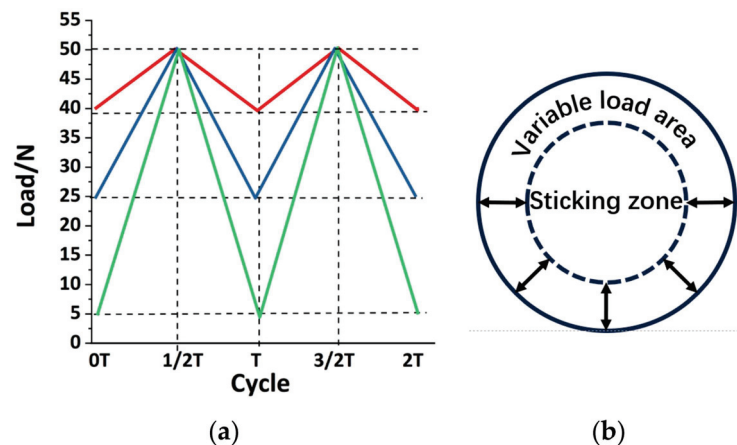 55
50
45
40
35
30
25
20
15
10
5
0
Load/N
0T 1/2T T 3/2T 2T
Cycle
(a)
Variable load area
Sticking zone
(b)